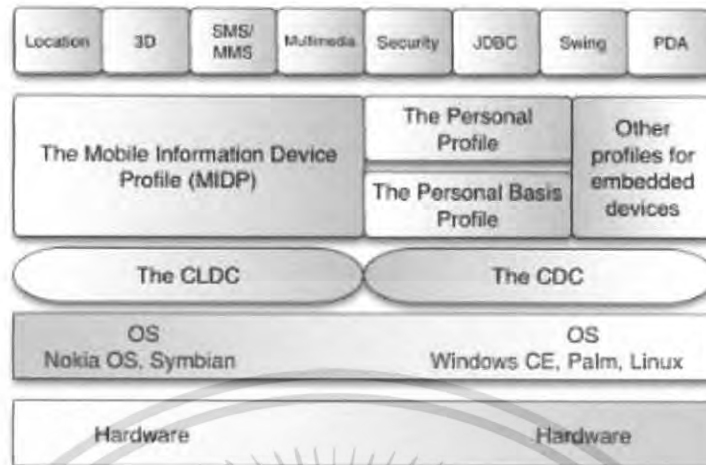 Location 3D SMS/ MMS Multimedia Security JDBC Swing PDA
The Mobile Information Device
Profile (MIDP)
The Personal
Profile
The Personal Basis
Profile
Other
profiles for
embedded
devices
The CLDC The CDC
OS
Nokia OS, Symbian
OS
Windows CE, Palm, Linux
Hardware Hardware